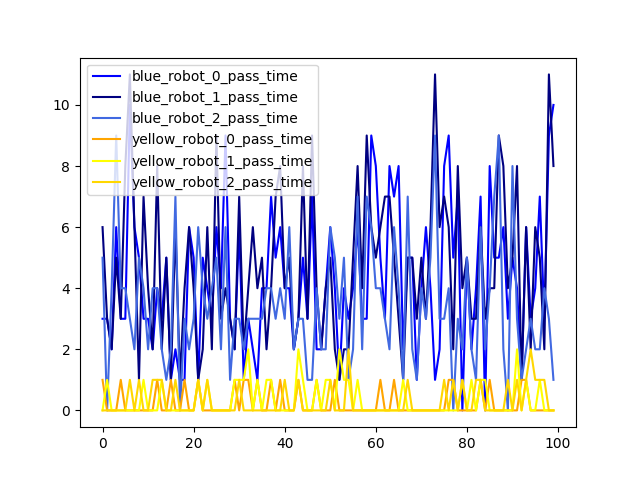 blue_robot_0_pass_time
blue_robot_1_pass_time
blue_robot_2_pass_time
yellow_robot_0_pass_time
yellow_robot_1_pass_time
yellow_robot_2_pass_time
10
8
6
4
2
0
0 20 40 60 80 100